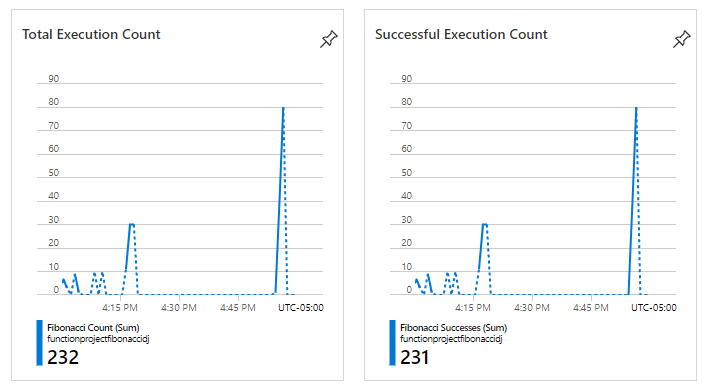 Total Execution Count
90
80
70
60
50
40
30
20
10
0
4:15 PM 4:30 PM 4:45 PM UTC-05:00
Fibonacci Count (Sum)
functionprojectfibonaccidj
232
Successful Execution Count
90
80
70
60
50
40
30
20
10
0
4:15 PM 4:30 PM 4:45 PM UTC-05:00
Fibonacci Successes (Sum)
functionprojectfibonaccidj
231